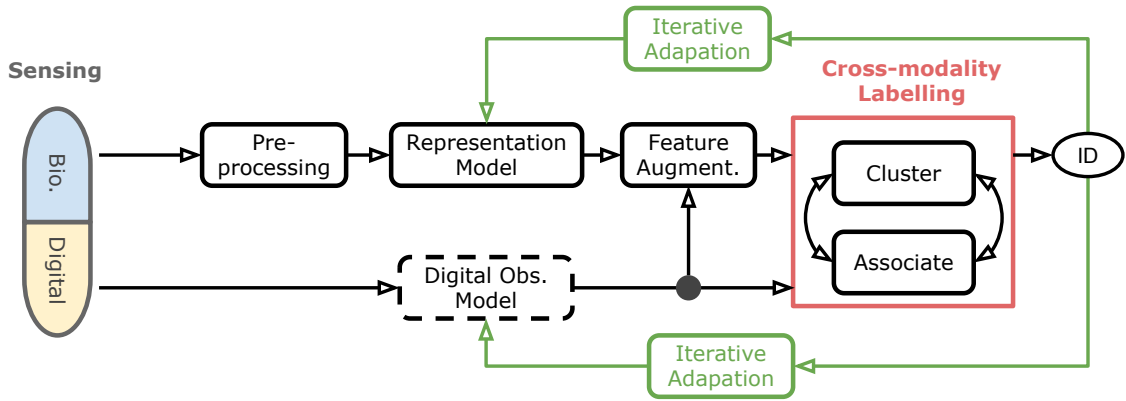 Iterative
Adapation
Sensing
Cross-modality
Labelling
Bio.
Digital
Pre-
processing
Representation
Model
Feature
Augment.
Cluster
Associate
ID
Digital Obs.
Model
Iterative
Adapation